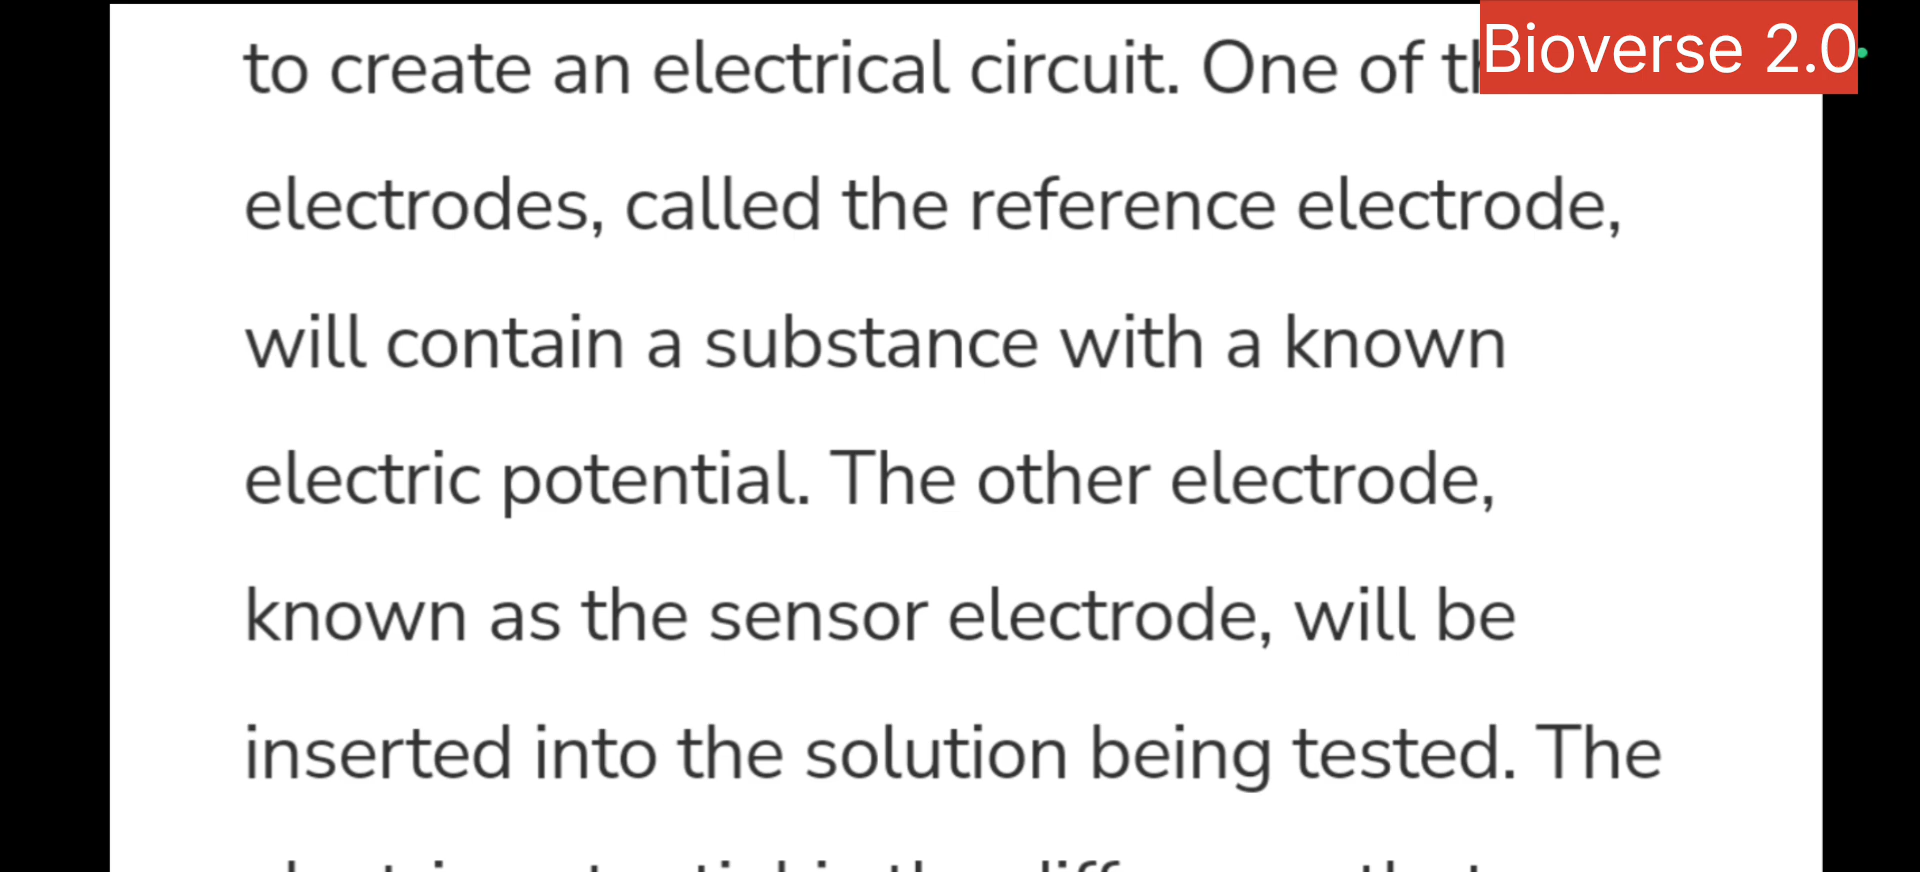 to create an electrical circuit. One of
Bioverse 2.0
electrodes, called the reference electrode,
will contain a substance with a known
electric potential. The other electrode,
known as the sensor electrode, will be
inserted into the solution being tested. The